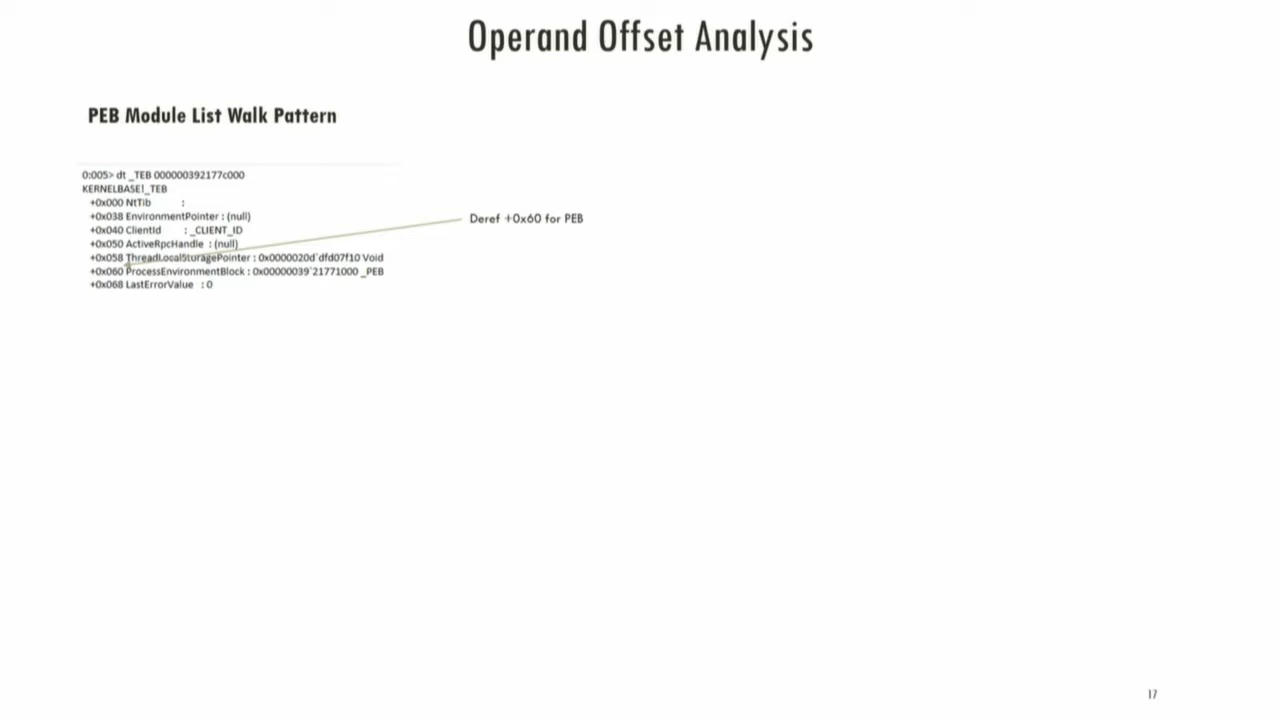 Operand Offset Analysis
PEB Module List Walk Pattern
0:005> dt _TEB 000000392177c000
KERNELBASE!_TEB
+0x000 NtTib :
+0x038 EnvironmentPointer : (null)
+0x040 ClientId : _CLIENT_ID
+0x050 ActiveRpcHandle : (null)
+0x058 ThreadLocalStoragePointer : 0x0000020d`dfd07f10 Void
+0x060 ProcessEnvironmentBlock : 0x00000039`21771000 _PEB
+0x068 LastErrorValue : 0
Deref +0x60 for PEB
17